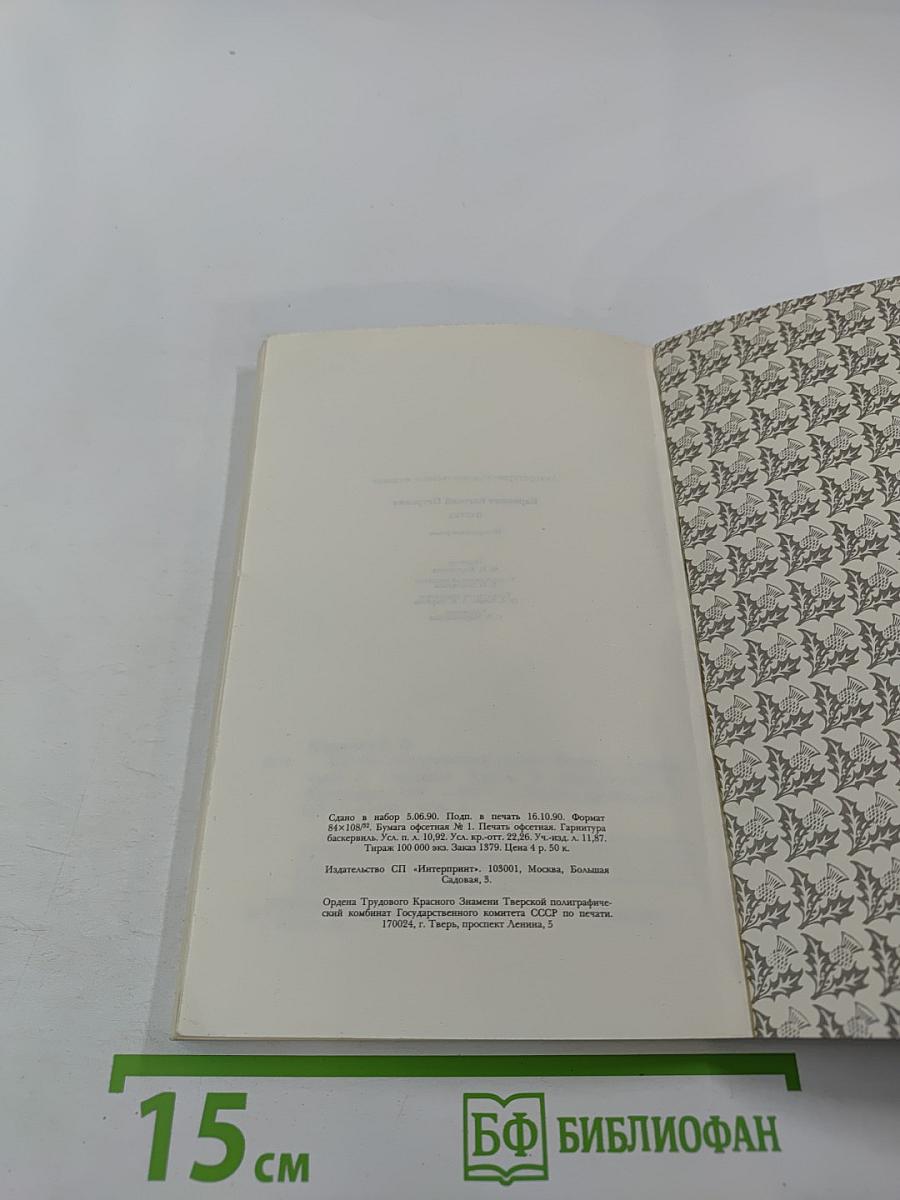 Сдано в набор 5.06.90. Подп. в печать 16.10.90. Формат
84×108/32. Бумага офсетная № 1. Печать офсетная. Гарнитура
баскервиль. Усл. п. л. 10,92. Усл. кр.-отт. 22,26. Уч.-изд. л. 11,87.
Тираж 100 000 экз. Заказ 1379. Цена 4 р. 50 к.
Издательство СП «Интерпринт». 103001, Москва, Большая
Садовая, 3.
Ордена Трудового Красного Знамени Тверской полиграфиче-
ский комбинат Государственного комитета СССР по печати.
170024, г. Тверь, проспект Ленина, 5
15 см
БФ БИБЛИОФАН